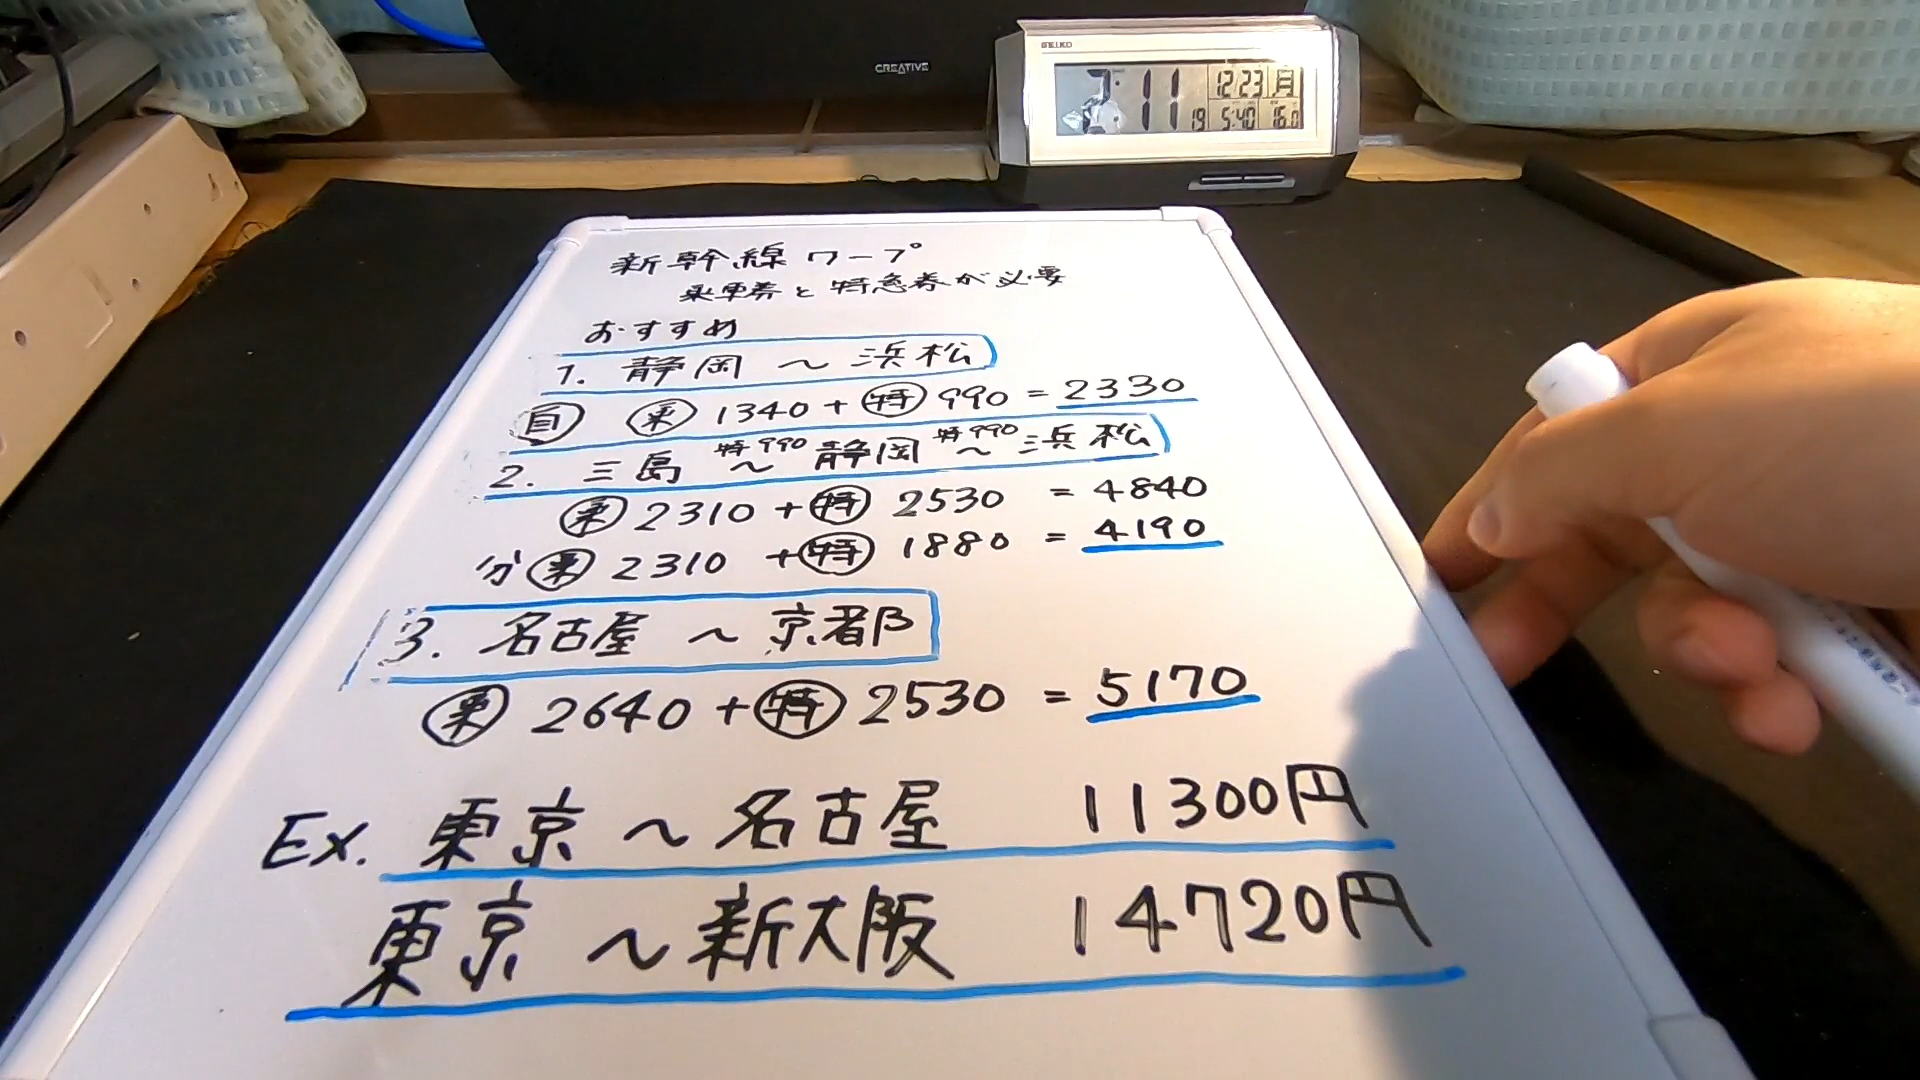 CREATIVE
SEIKO
11 19
12 23 月
5:40 16.0
新幹線ワープ
乗車券と特急券が必要
おすすめ
1. 静岡 〜 浜松
自 乗 1340 + 特 990 = 2330
2. 三島 特990 〜 静岡 特990 〜 浜松
乗 2310 + 特 2530 = 4840
分 乗 2310 + 特 1880 = 4190
3. 名古屋 〜 京都
乗 2640 + 特 2530 = 5170
Ex. 東京 〜 名古屋 11300円
東京 〜 新大阪 14720円